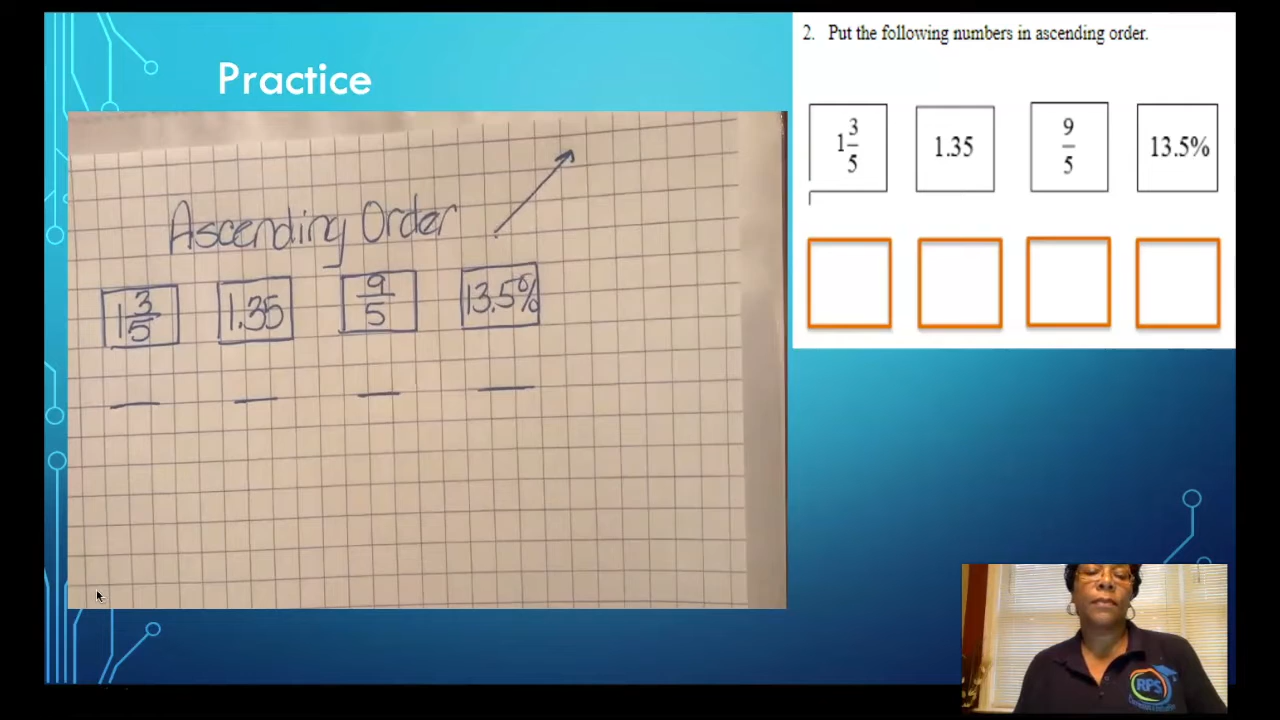 Practice
Ascending Order
1 3/5 1.35 9/5 13.5%
2. Put the following numbers in ascending order.
1 3/5 1.35 9/5 13.5%
RPS